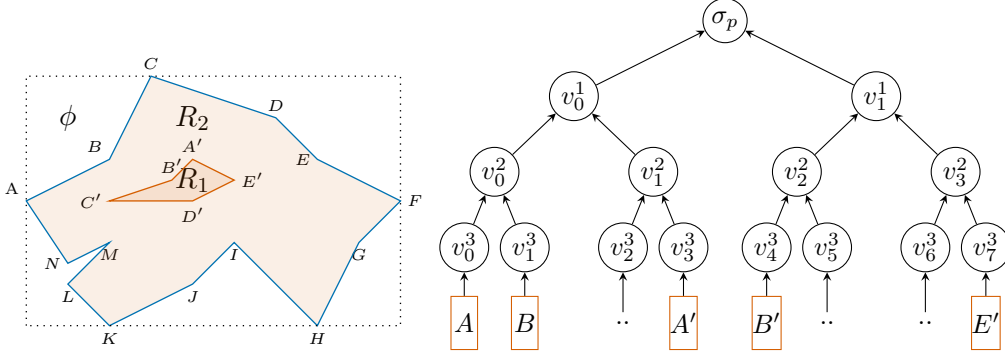 C
φ
R₂
D
B
A′
E
B′
R₁
E′
A
C′
D′
F
M
I
G
N
L
J
K
H
σₚ
v₀¹ v₁¹
v₀² v₁² v₂² v₃²
v₀³ v₁³ v₂³ v₃³ v₄³ v₅³ v₆³ v₇³
A B .. A′ B′ .. .. E′